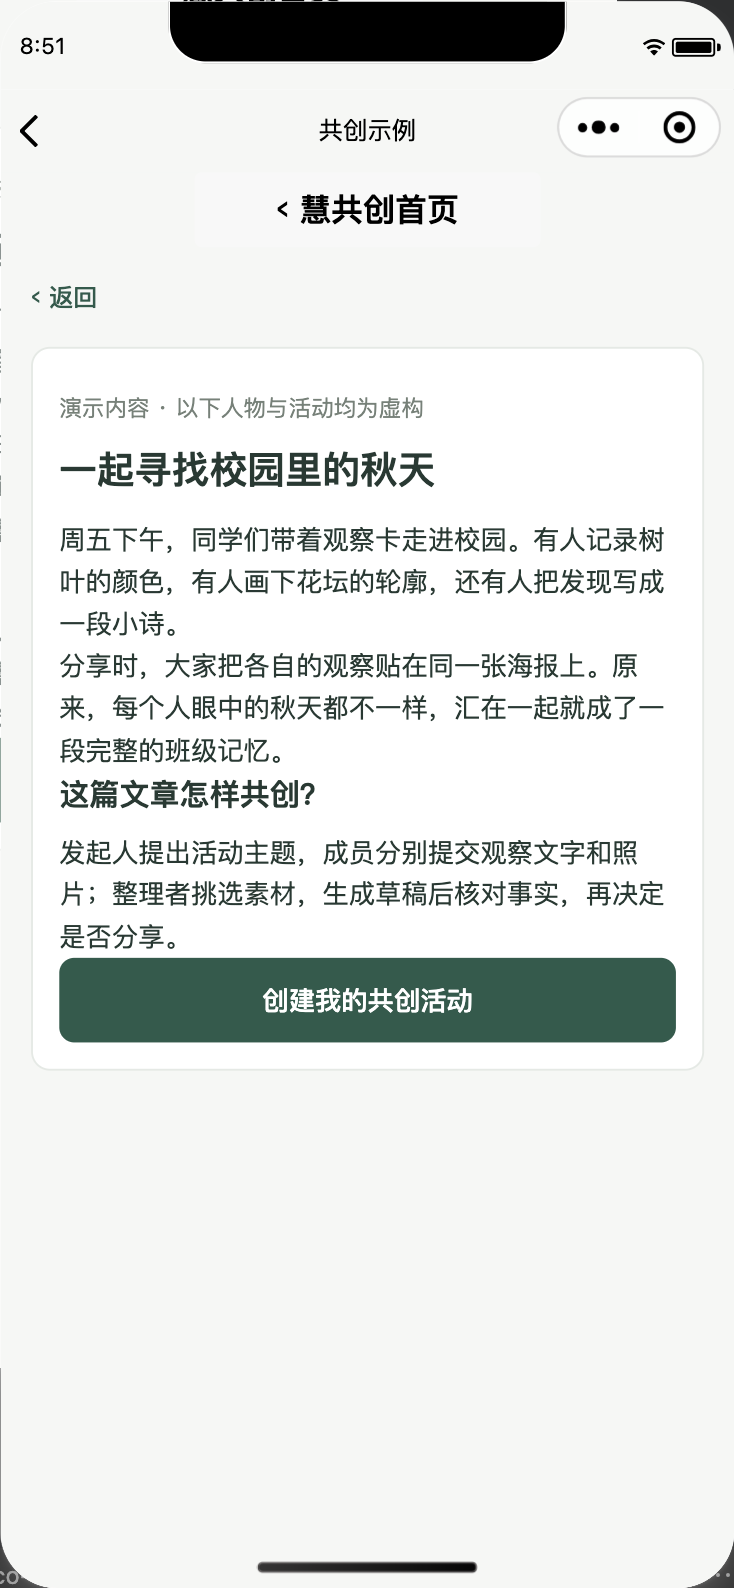 8:51
共创示例
< 慧共创首页
< 返回
演示内容 · 以下人物与活动均为虚构
一起寻找校园里的秋天
周五下午，同学们带着观察卡走进校园。有人记录树
叶的颜色，有人画下花坛的轮廓，还有人把发现写成
一段小诗。
分享时，大家把各自的观察贴在同一张海报上。原
来，每个人眼中的秋天都不一样，汇在一起就成了一
段完整的班级记忆。
这篇文章怎样共创？
发起人提出活动主题，成员分别提交观察文字和照
片；整理者挑选素材，生成草稿后核对事实，再决定
是否分享。
创建我的共创活动